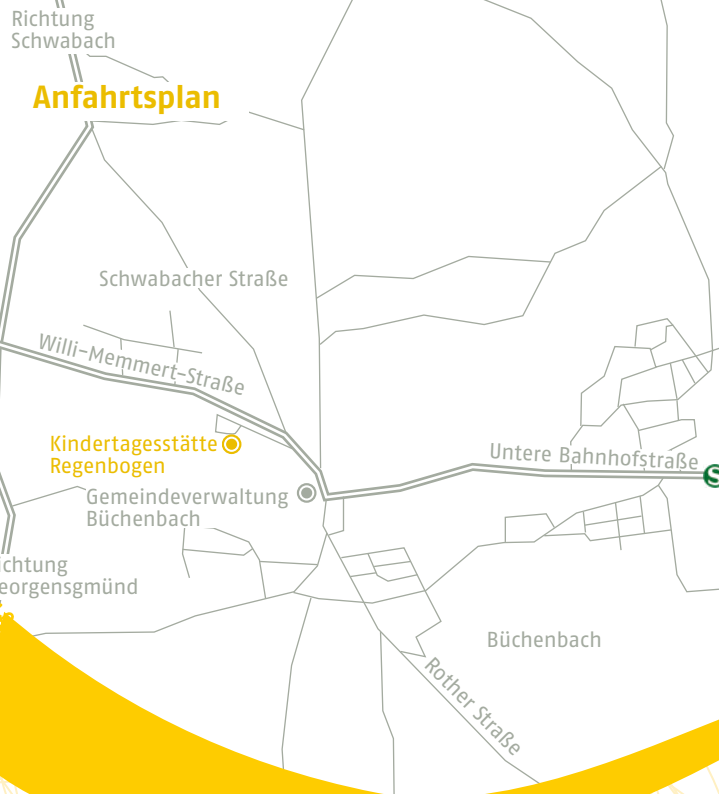 Richtung
Schwabach
Anfahrtsplan
Schwabacher Straße
Willi-Memmert-Straße
Kindertagesstätte
Regenbogen
Untere Bahnhofstraße
S
Gemeindeverwaltung
Büchenbach
ichtung
eorgensgmünd
Büchenbach
Rother Straße